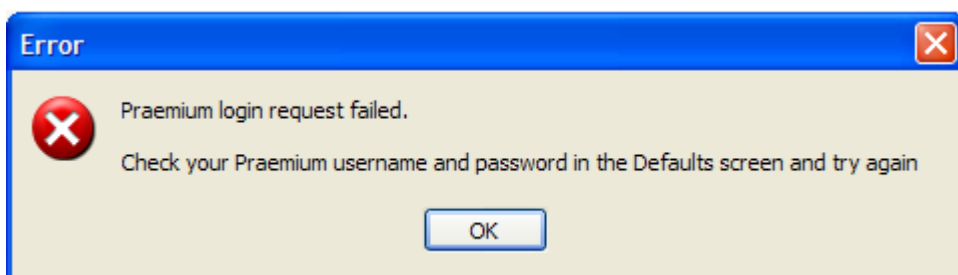 Error
Praemium login request failed.
Check your Praemium username and password in the Defaults screen and try again
OK